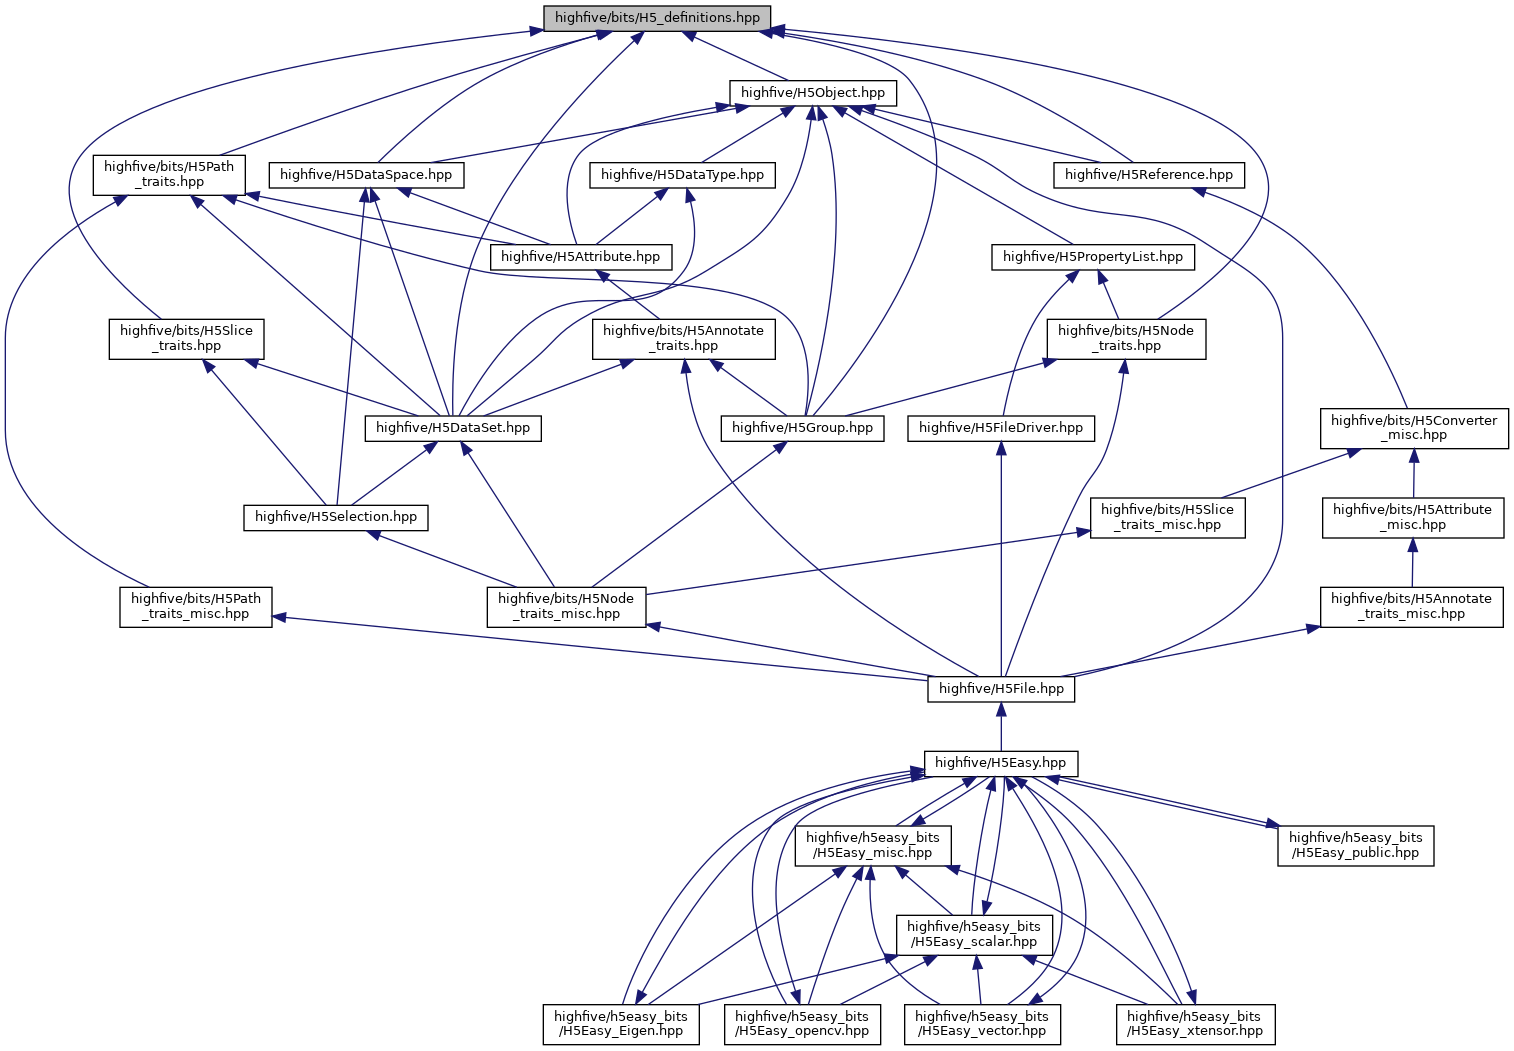 highfive/bits/H5_definitions.hpp
highfive/H5Object.hpp
highfive/bits/H5Path
_traits.hpp
highfive/H5DataSpace.hpp
highfive/H5DataType.hpp
highfive/H5Reference.hpp
highfive/H5Attribute.hpp
highfive/H5PropertyList.hpp
highfive/bits/H5Slice
_traits.hpp
highfive/bits/H5Annotate
_traits.hpp
highfive/bits/H5Node
_traits.hpp
highfive/H5DataSet.hpp
highfive/H5Group.hpp
highfive/H5FileDriver.hpp
highfive/bits/H5Converter
_misc.hpp
highfive/H5Selection.hpp
highfive/bits/H5Slice
_traits_misc.hpp
highfive/bits/H5Attribute
_misc.hpp
highfive/bits/H5Path
_traits_misc.hpp
highfive/bits/H5Node
_traits_misc.hpp
highfive/bits/H5Annotate
_traits_misc.hpp
highfive/H5File.hpp
highfive/H5Easy.hpp
highfive/h5easy_bits
/H5Easy_misc.hpp
highfive/h5easy_bits
/H5Easy_public.hpp
highfive/h5easy_bits
/H5Easy_scalar.hpp
highfive/h5easy_bits
/H5Easy_Eigen.hpp
highfive/h5easy_bits
/H5Easy_opencv.hpp
highfive/h5easy_bits
/H5Easy_vector.hpp
highfive/h5easy_bits
/H5Easy_xtensor.hpp